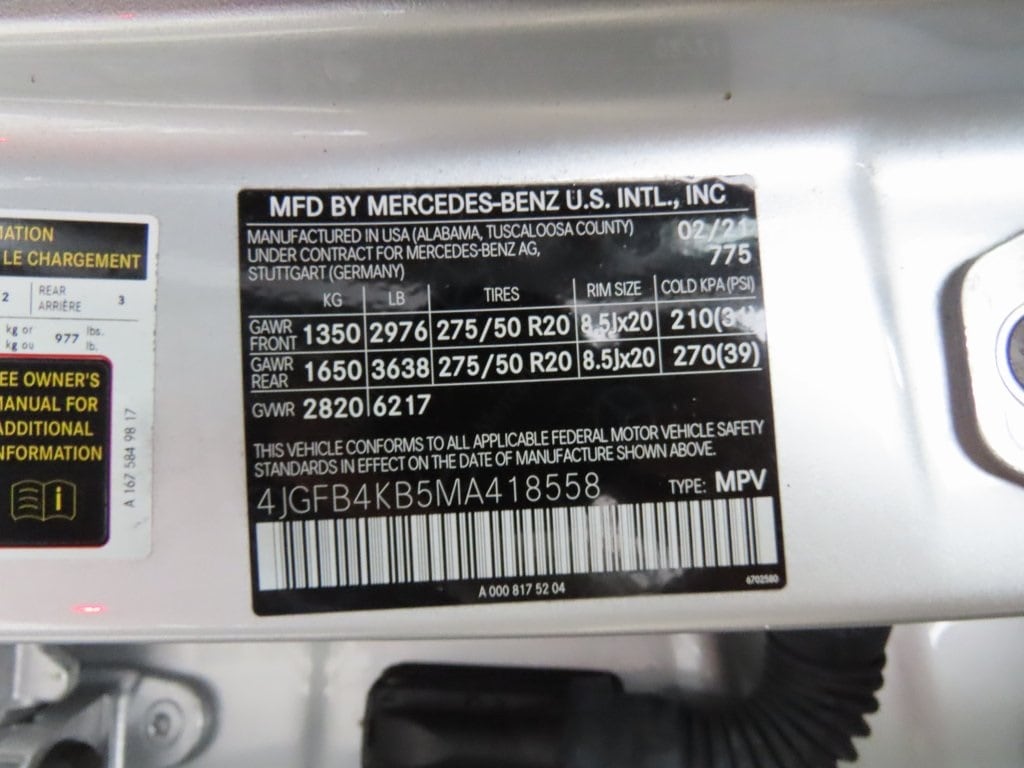 MATION
LE CHARGEMENT
2 REAR ARRIÈRE 3
kg or kg ou 977 lbs. lb.
EE OWNER'S
MANUAL FOR
ADDITIONAL
NFORMATION
A 167 584 98 17
MFD BY MERCEDES-BENZ U.S. INTL., INC
MANUFACTURED IN USA (ALABAMA, TUSCALOOSA COUNTY) 02/21
UNDER CONTRACT FOR MERCEDES-BENZ AG, 775
STUTTGART (GERMANY)
KG LB TIRES RIM SIZE COLD KPA (PSI)
GAWR FRONT 1350 2976 275/50 R20 8.5Jx20 210(31)
GAWR REAR 1650 3638 275/50 R20 8.5Jx20 270(39)
GVWR 2820 6217
THIS VEHICLE CONFORMS TO ALL APPLICABLE FEDERAL MOTOR VEHICLE SAFETY
STANDARDS IN EFFECT ON THE DATE OF MANUFACTURE SHOWN ABOVE.
4JGFB4KB5MA418558 TYPE: MPV
A 000 817 52 04
6702580